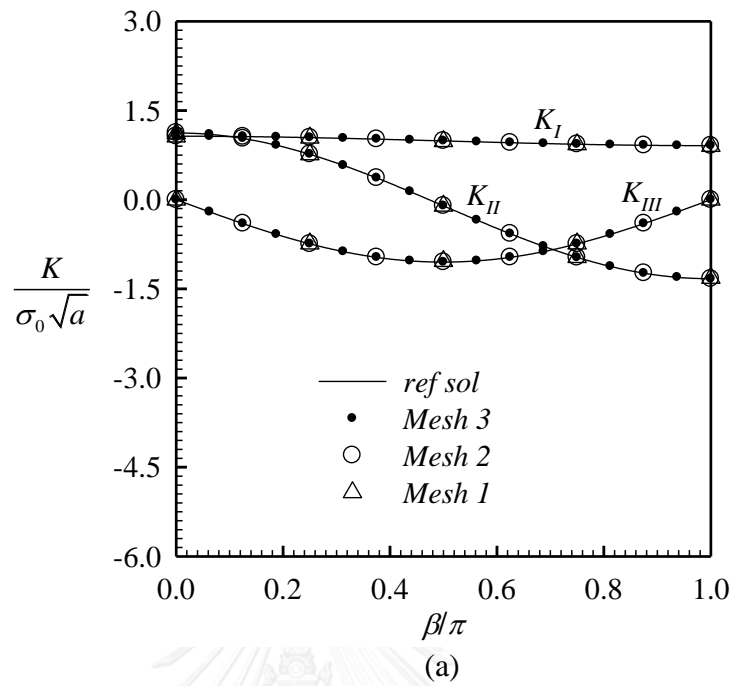 3.0
1.5
0.0
-1.5
-3.0
-4.5
-6.0
K
σ₀√a
K_I
K_II
K_III
ref sol
Mesh 3
Mesh 2
Mesh 1
0.0 0.2 0.4 0.6 0.8 1.0
β/π
(a)